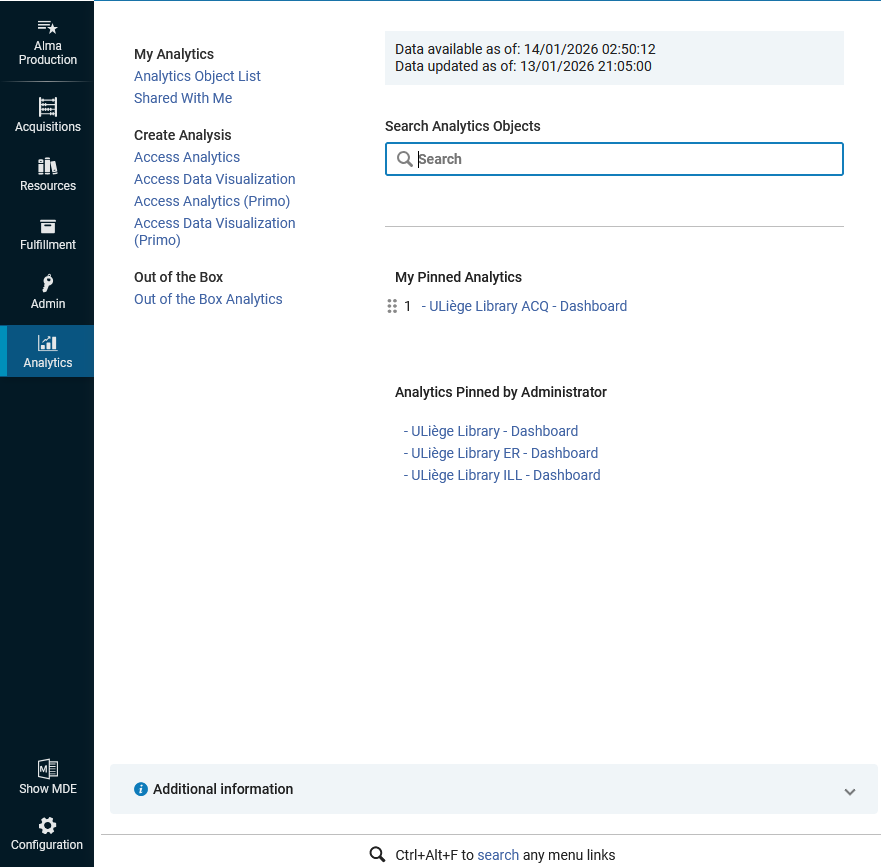 Alma
Production
Acquisitions
Resources
Fulfillment
Admin
Analytics
Show MDE
Configuration
My Analytics
Analytics Object List
Shared With Me
Create Analysis
Access Analytics
Access Data Visualization
Access Analytics (Primo)
Access Data Visualization
(Primo)
Out of the Box
Out of the Box Analytics
Data available as of: 14/01/2026 02:50:12
Data updated as of: 13/01/2026 21:05:00
Search Analytics Objects
Search
My Pinned Analytics
1 - ULiège Library ACQ - Dashboard
Analytics Pinned by Administrator
- ULiège Library - Dashboard
- ULiège Library ER - Dashboard
- ULiège Library ILL - Dashboard
Additional information
Ctrl+Alt+F to search any menu links